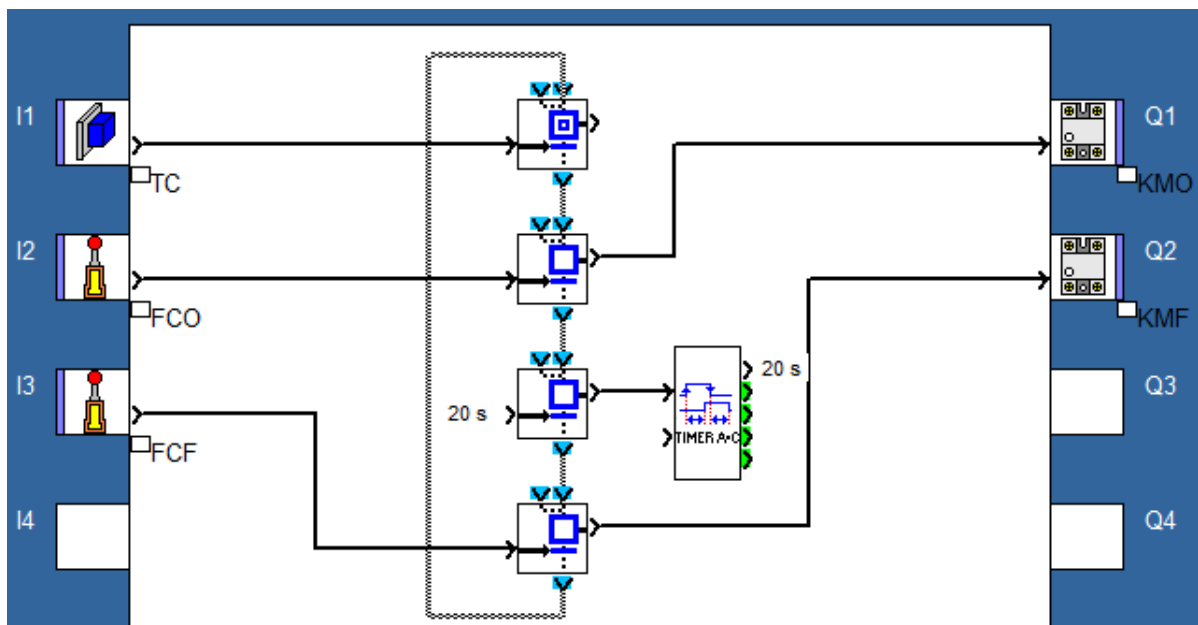 I1
TC
I2
FCO
I3
FCF
I4
20 s
TIMER A•C
20 s
Q1
KMO
Q2
KMF
Q3
Q4